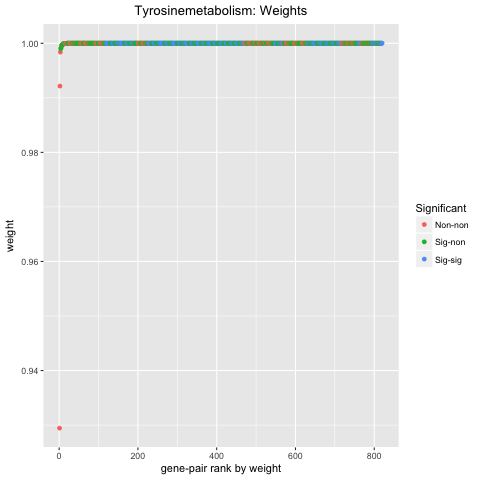 Tyrosinemetabolism: Weights
1.00
0.98
0.96
0.94
weight
0
200
400
600
800
gene-pair rank by weight
Significant
Non-non
Sig-non
Sig-sig